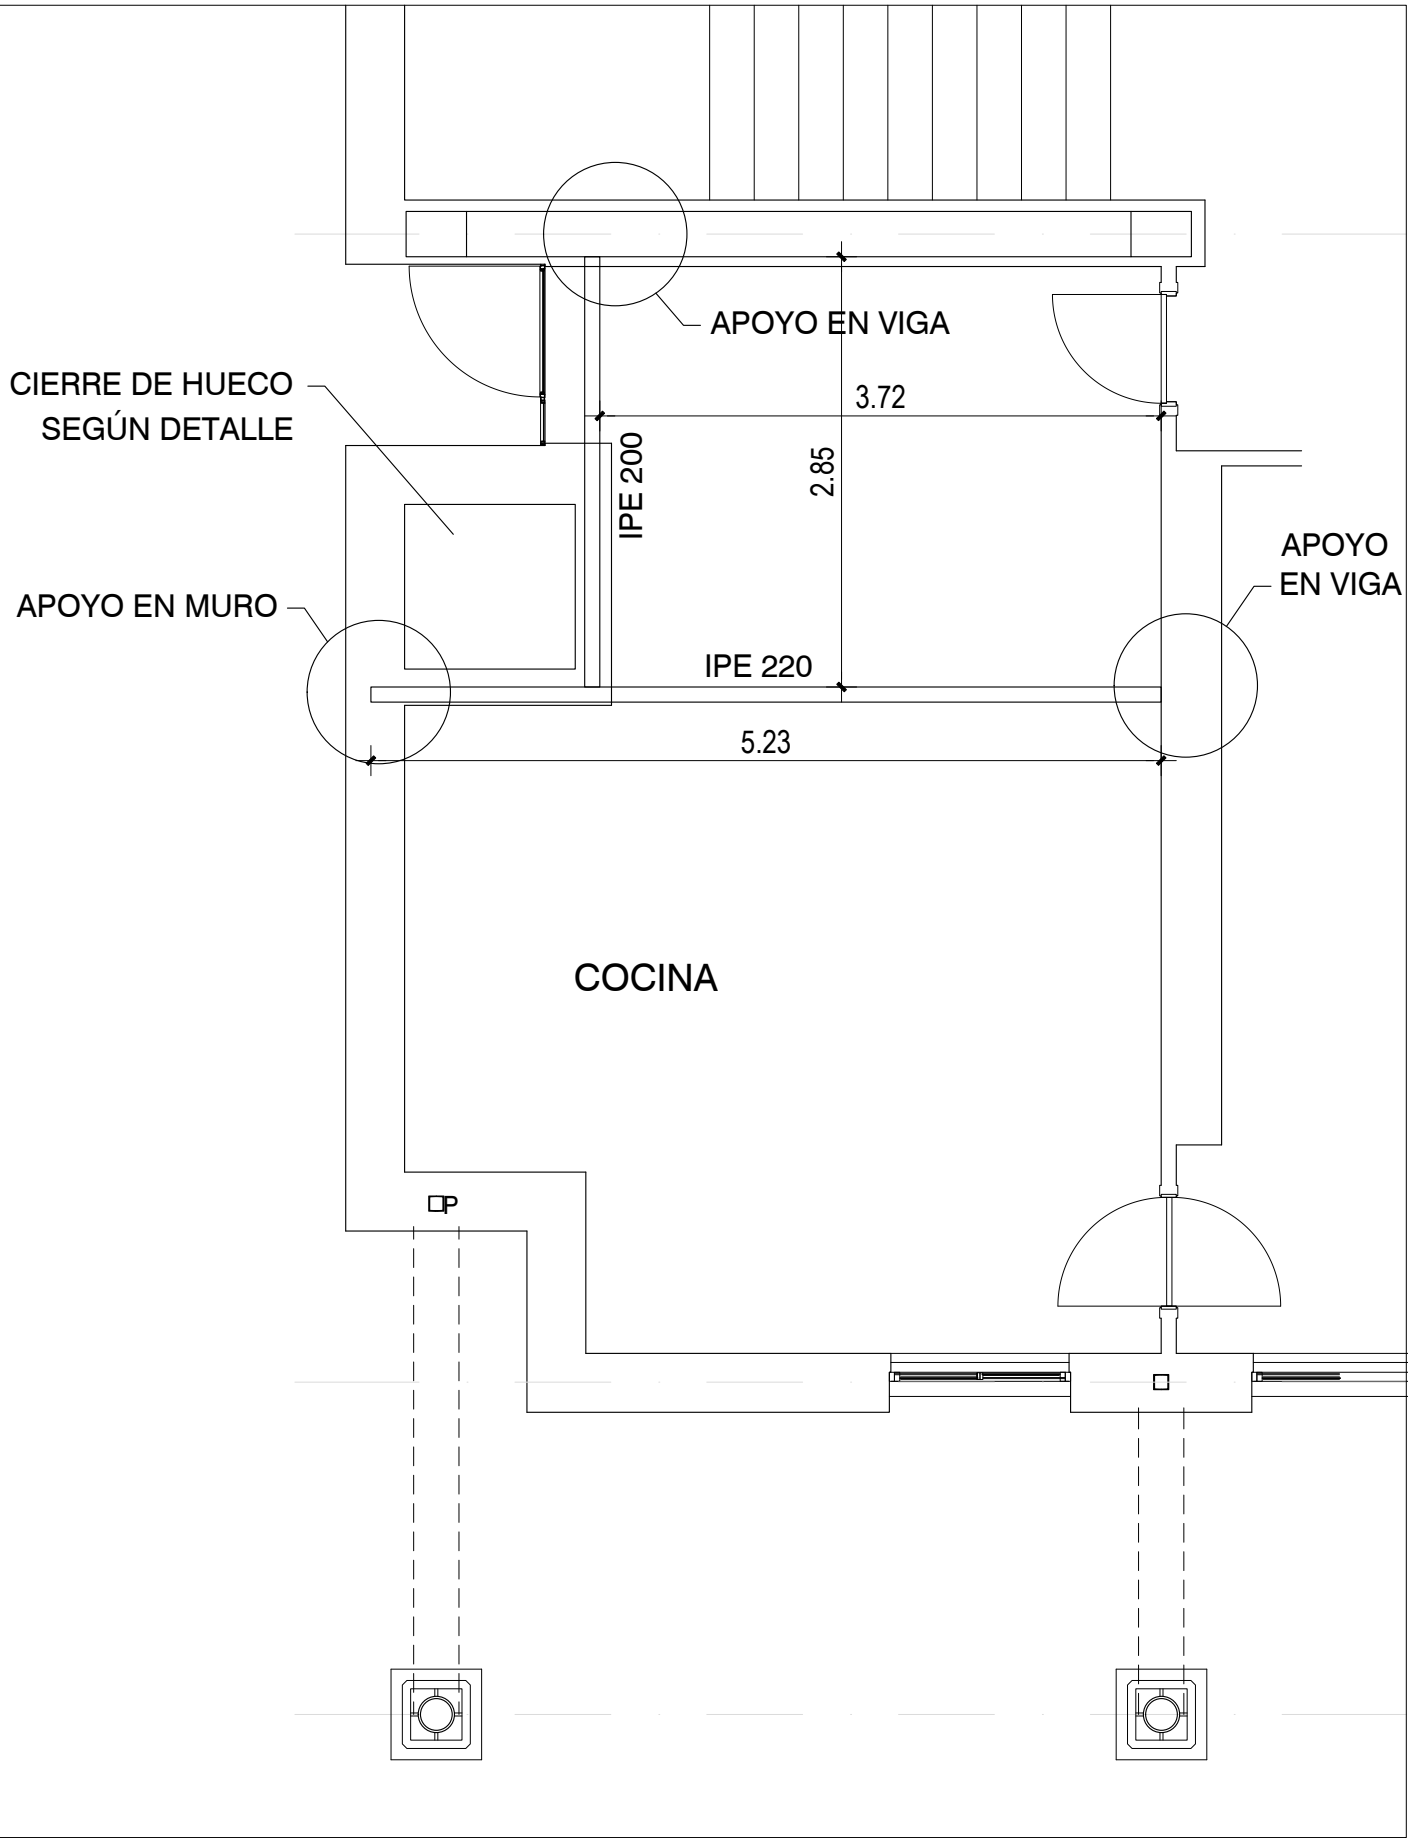 APOYO EN VIGA
CIERRE DE HUECO
SEGÚN DETALLE
3.72
IPE 200
2.85
APOYO
EN VIGA
APOYO EN MURO
IPE 220
5.23
COCINA
P